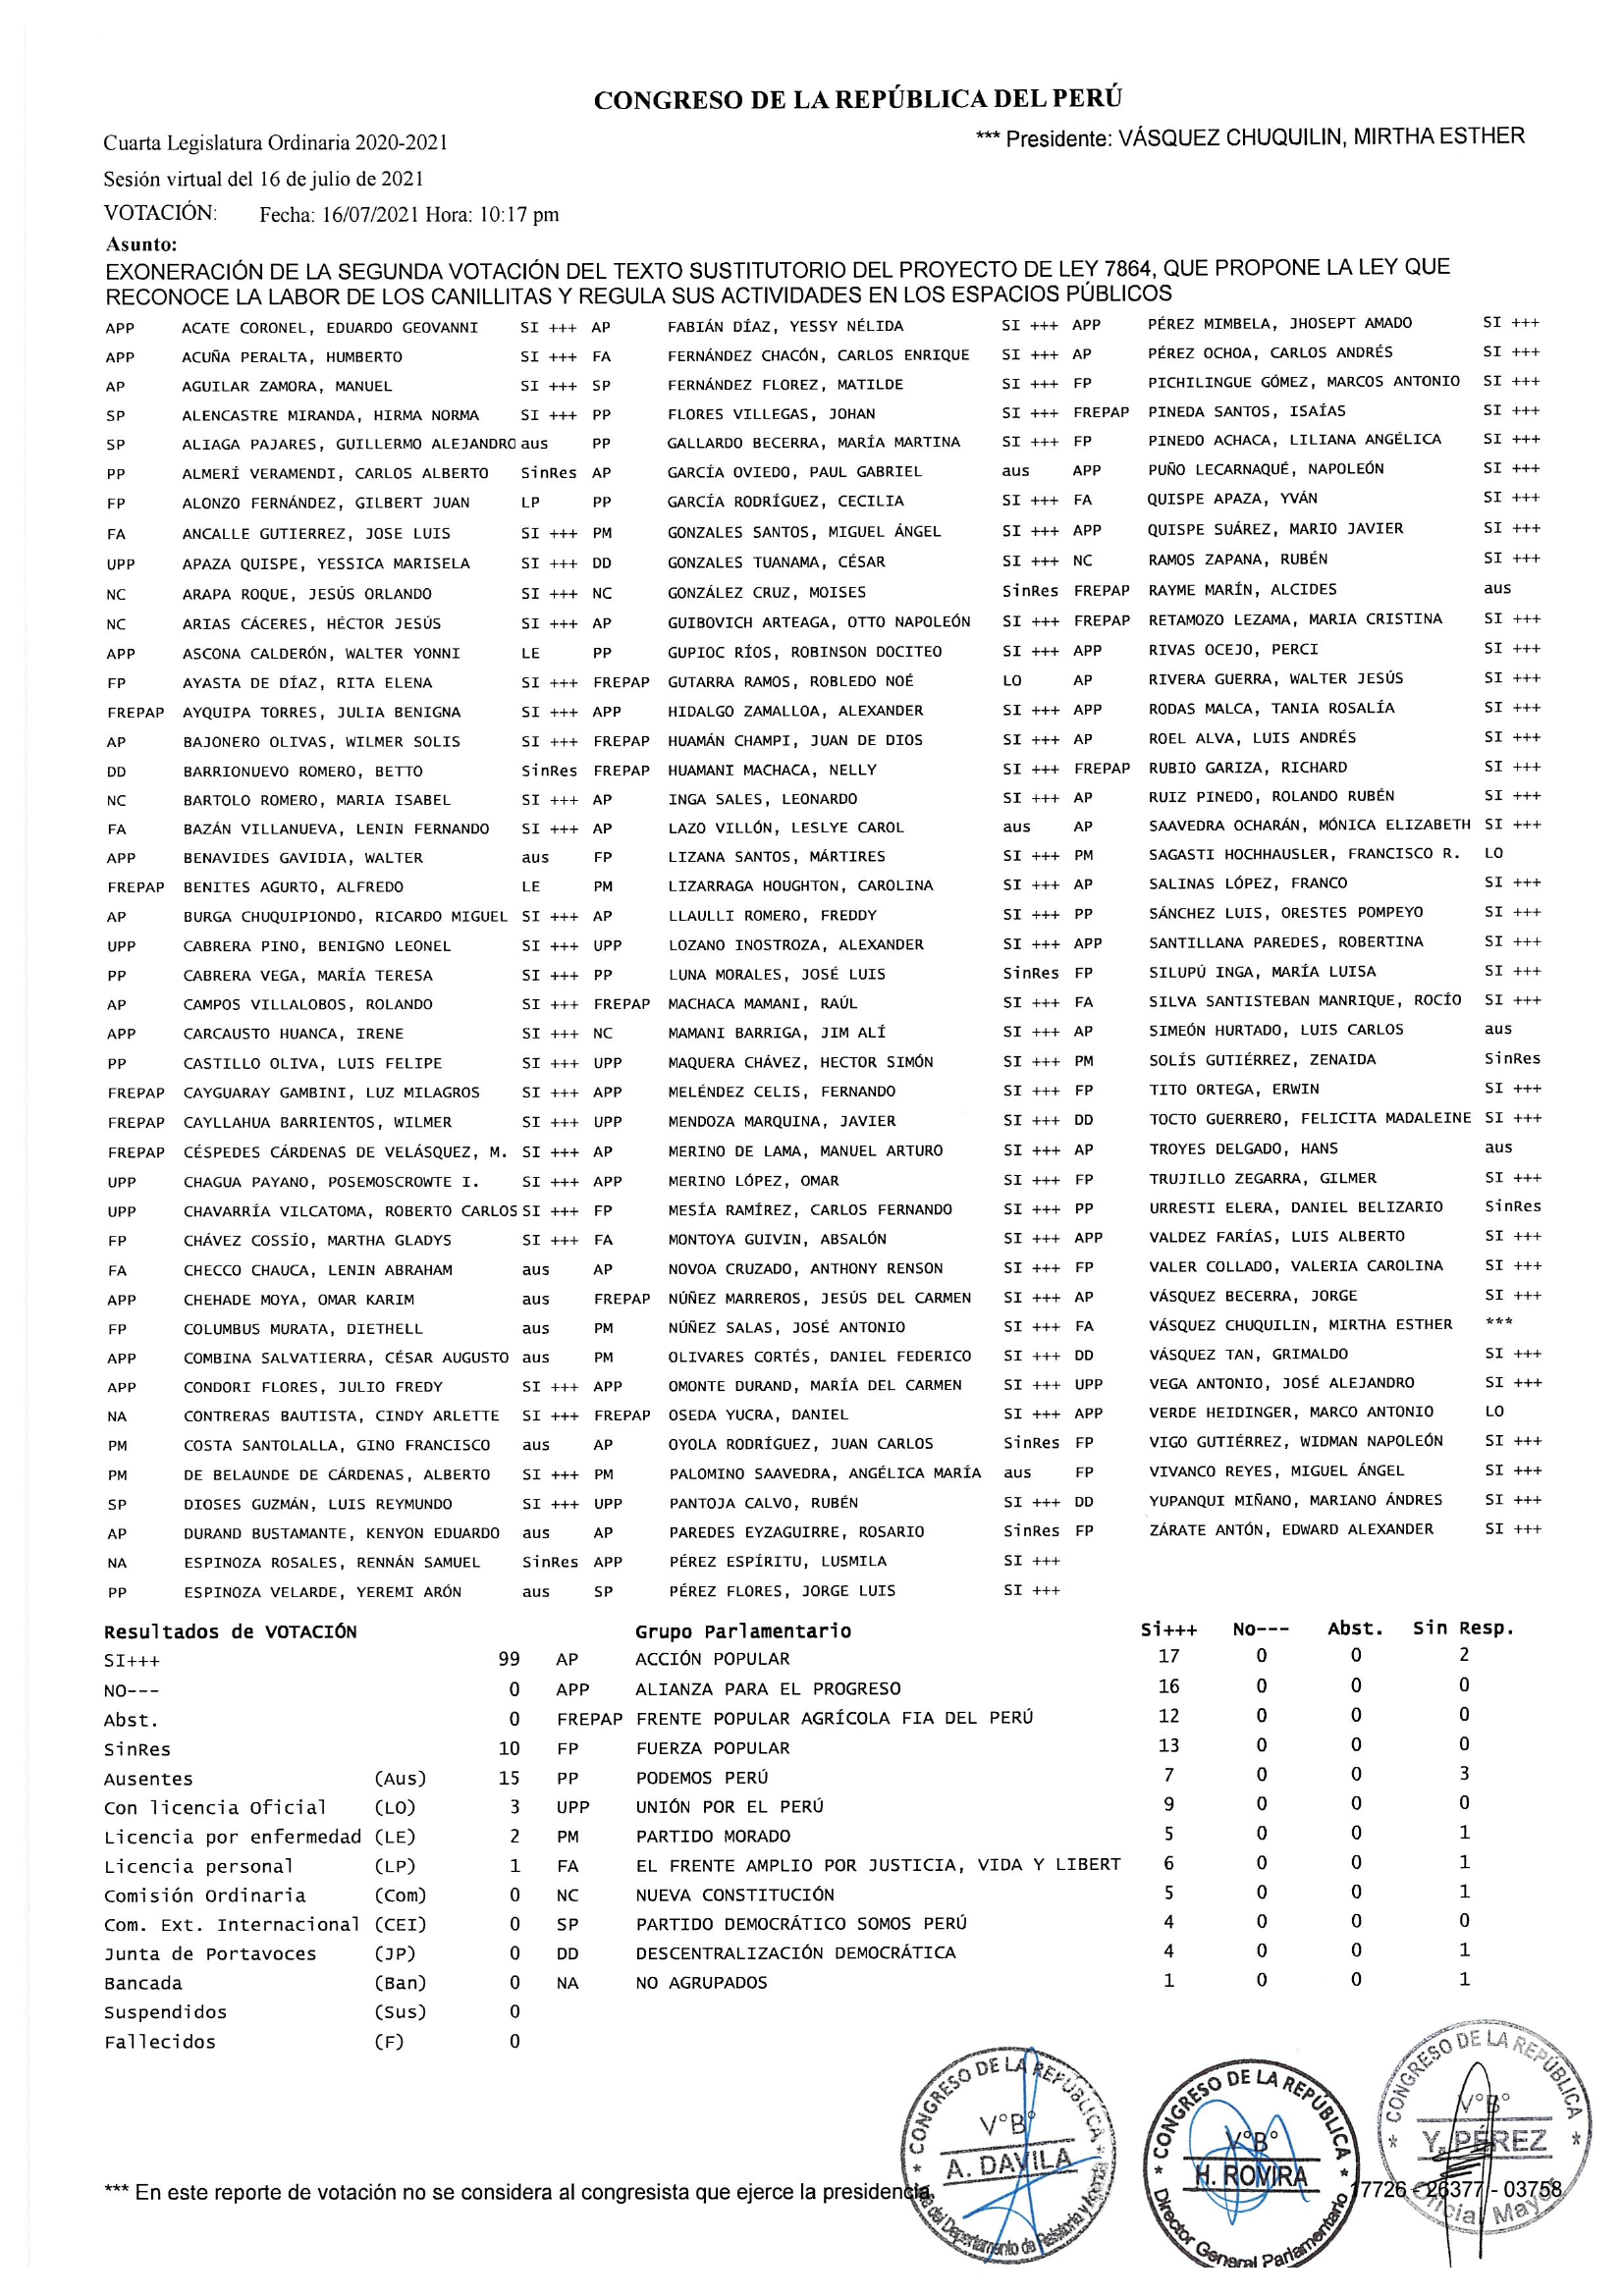 CONGRESO DE LA REPÚBLICA DEL PERÚ
Cuarta Legislatura Ordinaria 2020-2021
*** Presidente: VÁSQUEZ CHUQUILIN, MIRTHA ESTHER
Sesión virtual del 16 de julio de 2021
VOTACIÓN: Fecha: 16/07/2021 Hora: 10:17 pm
Asunto:
EXONERACIÓN DE LA SEGUNDA VOTACIÓN DEL TEXTO SUSTITUTORIO DEL PROYECTO DE LEY 7864, QUE PROPONE LA LEY QUE
RECONOCE LA LABOR DE LOS CANILLITAS Y REGULA SUS ACTIVIDADES EN LOS ESPACIOS PÚBLICOS
APP ACATE CORONEL, EDUARDO GEOVANNI SI +++ AP FABIÁN DÍAZ, YESSY NÉLIDA SI +++ APP PÉREZ MIMBELA, JHOSEPT AMADO SI +++
APP ACUÑA PERALTA, HUMBERTO SI +++ FA FERNÁNDEZ CHACÓN, CARLOS ENRIQUE SI +++ AP PÉREZ OCHOA, CARLOS ANDRÉS SI +++
AP AGUILAR ZAMORA, MANUEL SI +++ SP FERNÁNDEZ FLOREZ, MATILDE SI +++ FP PICHILINGUE GÓMEZ, MARCOS ANTONIO SI +++
SP ALENCASTRE MIRANDA, HIRMA NORMA SI +++ PP FLORES VILLEGAS, JOHAN SI +++ FREPAP PINEDA SANTOS, ISAÍAS SI +++
SP ALIAGA PAJARES, GUILLERMO ALEJANDRO aus PP GALLARDO BECERRA, MARÍA MARTINA SI +++ FP PINEDO ACHACA, LILIANA ANGÉLICA SI +++
PP ALMERÍ VERAMENDI, CARLOS ALBERTO SinRes AP GARCÍA OVIEDO, PAUL GABRIEL aus APP PUÑO LECARNAQUÉ, NAPOLEÓN SI +++
FP ALONZO FERNÁNDEZ, GILBERT JUAN LP PP GARCÍA RODRÍGUEZ, CECILIA SI +++ FA QUISPE APAZA, YVÁN SI +++
FA ANCALLE GUTIERREZ, JOSE LUIS SI +++ PM GONZALES SANTOS, MIGUEL ÁNGEL SI +++ APP QUISPE SUÁREZ, MARIO JAVIER SI +++
UPP APAZA QUISPE, YESSICA MARISELA SI +++ DD GONZALES TUANAMA, CÉSAR SI +++ NC RAMOS ZAPANA, RUBÉN SI +++
NC ARAPA ROQUE, JESÚS ORLANDO SI +++ NC GONZÁLEZ CRUZ, MOISES SinRes FREPAP RAYME MARÍN, ALCIDES aus
NC ARIAS CÁCERES, HÉCTOR JESÚS SI +++ AP GUIBOVICH ARTEAGA, OTTO NAPOLEÓN SI +++ FREPAP RETAMOZO LEZAMA, MARIA CRISTINA SI +++
APP ASCONA CALDERÓN, WALTER YONNI LE PP GUPIOC RÍOS, ROBINSON DOCITEO SI +++ APP RIVAS OCEJO, PERCI SI +++
FP AYASTA DE DÍAZ, RITA ELENA SI +++ FREPAP GUTARRA RAMOS, ROBLEDO NOÉ LO AP RIVERA GUERRA, WALTER JESÚS SI +++
FREPAP AYQUIPA TORRES, JULIA BENIGNA SI +++ APP HIDALGO ZAMALLOA, ALEXANDER SI +++ APP RODAS MALCA, TANIA ROSALÍA SI +++
AP BAJONERO OLIVAS, WILMER SOLIS SI +++ FREPAP HUAMÁN CHAMPI, JUAN DE DIOS SI +++ AP ROEL ALVA, LUIS ANDRÉS SI +++
DD BARRIONUEVO ROMERO, BETTO SinRes FREPAP HUAMANI MACHACA, NELLY SI +++ FREPAP RUBIO GARIZA, RICHARD SI +++
NC BARTOLO ROMERO, MARIA ISABEL SI +++ AP INGA SALES, LEONARDO SI +++ AP RUIZ PINEDO, ROLANDO RUBÉN SI +++
FA BAZÁN VILLANUEVA, LENIN FERNANDO SI +++ AP LAZO VILLÓN, LESLYE CAROL aus AP SAAVEDRA OCHARÁN, MÓNICA ELIZABETH SI +++
APP BENAVIDES GAVIDIA, WALTER aus FP LIZANA SANTOS, MÁRTIRES SI +++ PM SAGASTI HOCHHAUSLER, FRANCISCO R. LO
FREPAP BENITES AGURTO, ALFREDO LE PM LIZARRAGA HOUGHTON, CAROLINA SI +++ AP SALINAS LÓPEZ, FRANCO SI +++
AP BURGA CHUQUIPIONDO, RICARDO MIGUEL SI +++ AP LLAULLI ROMERO, FREDDY SI +++ PP SÁNCHEZ LUIS, ORESTES POMPEYO SI +++
UPP CABRERA PINO, BENIGNO LEONEL SI +++ UPP LOZANO INOSTROZA, ALEXANDER SI +++ APP SANTILLANA PAREDES, ROBERTINA SI +++
PP CABRERA VEGA, MARÍA TERESA SI +++ PP LUNA MORALES, JOSÉ LUIS SinRes FP SILUPÚ INGA, MARÍA LUISA SI +++
AP CAMPOS VILLALOBOS, ROLANDO SI +++ FREPAP MACHACA MAMANI, RAÚL SI +++ FA SILVA SANTISTEBAN MANRIQUE, ROCÍO SI +++
APP CARCAUSTO HUANCA, IRENE SI +++ NC MAMANI BARRIGA, JIM ALÍ SI +++ AP SIMEÓN HURTADO, LUIS CARLOS aus
PP CASTILLO OLIVA, LUIS FELIPE SI +++ UPP MAQUERA CHÁVEZ, HECTOR SIMÓN SI +++ PM SOLÍS GUTIÉRREZ, ZENAIDA SinRes
FREPAP CAYGUARAY GAMBINI, LUZ MILAGROS SI +++ APP MELÉNDEZ CELIS, FERNANDO SI +++ FP TITO ORTEGA, ERWIN SI +++
FREPAP CAYLLAHUA BARRIENTOS, WILMER SI +++ UPP MENDOZA MARQUINA, JAVIER SI +++ DD TOCTO GUERRERO, FELICITA MADALEINE SI +++
FREPAP CÉSPEDES CÁRDENAS DE VELÁSQUEZ, M. SI +++ AP MERINO DE LAMA, MANUEL ARTURO SI +++ AP TROYES DELGADO, HANS aus
UPP CHAGUA PAYANO, POSEMOSCROWTE I. SI +++ APP MERINO LÓPEZ, OMAR SI +++ FP TRUJILLO ZEGARRA, GILMER SI +++
UPP CHAVARRÍA VILCATOMA, ROBERTO CARLOS SI +++ FP MESÍA RAMÍREZ, CARLOS FERNANDO SI +++ PP URRESTI ELERA, DANIEL BELIZARIO SinRes
FP CHÁVEZ COSSÍO, MARTHA GLADYS SI +++ FA MONTOYA GUIVIN, ABSALÓN SI +++ APP VALDEZ FARÍAS, LUIS ALBERTO SI +++
FA CHECCO CHAUCA, LENIN ABRAHAM aus AP NOVOA CRUZADO, ANTHONY RENSON SI +++ FP VALER COLLADO, VALERIA CAROLINA SI +++
APP CHEHADE MOYA, OMAR KARIM aus FREPAP NÚÑEZ MARREROS, JESÚS DEL CARMEN SI +++ AP VÁSQUEZ BECERRA, JORGE SI +++
FP COLUMBUS MURATA, DIETHELL aus PM NÚÑEZ SALAS, JOSÉ ANTONIO SI +++ FA VÁSQUEZ CHUQUILIN, MIRTHA ESTHER ***
APP COMBINA SALVATIERRA, CÉSAR AUGUSTO aus PM OLIVARES CORTÉS, DANIEL FEDERICO SI +++ DD VÁSQUEZ TAN, GRIMALDO SI +++
APP CONDORI FLORES, JULIO FREDY SI +++ APP OMONTE DURAND, MARÍA DEL CARMEN SI +++ UPP VEGA ANTONIO, JOSÉ ALEJANDRO SI +++
NA CONTRERAS BAUTISTA, CINDY ARLETTE SI +++ FREPAP OSEDA YUCRA, DANIEL SI +++ APP VERDE HEIDINGER, MARCO ANTONIO LO
PM COSTA SANTOLALLA, GINO FRANCISCO aus AP OYOLA RODRÍGUEZ, JUAN CARLOS SinRes FP VIGO GUTIÉRREZ, WIDMAN NAPOLEÓN SI +++
PM DE BELAUNDE DE CÁRDENAS, ALBERTO SI +++ PM PALOMINO SAAVEDRA, ANGÉLICA MARÍA aus FP VIVANCO REYES, MIGUEL ÁNGEL SI +++
SP DIOSES GUZMÁN, LUIS REYMUNDO SI +++ UPP PANTOJA CALVO, RUBÉN SI +++ DD YUPANQUI MIÑANO, MARIANO ÁNDRES SI +++
AP DURAND BUSTAMANTE, KENYON EDUARDO aus AP PAREDES EYZAGUIRRE, ROSARIO SinRes FP ZÁRATE ANTÓN, EDWARD ALEXANDER SI +++
NA ESPINOZA ROSALES, RENNÁN SAMUEL SinRes APP PÉREZ ESPÍRITU, LUSMILA SI +++
PP ESPINOZA VELARDE, YEREMI ARÓN aus SP PÉREZ FLORES, JORGE LUIS SI +++
Resultados de VOTACIÓN Grupo Parlamentario Si+++ No--- Abst. Sin Resp.
SI+++ 99 AP ACCIÓN POPULAR 17 0 0 2
NO--- 0 APP ALIANZA PARA EL PROGRESO 16 0 0 0
Abst. 0 FREPAP FRENTE POPULAR AGRÍCOLA FIA DEL PERÚ 12 0 0 0
SinRes 10 FP FUERZA POPULAR 13 0 0 0
Ausentes (Aus) 15 PP PODEMOS PERÚ 7 0 0 3
Con licencia Oficial (LO) 3 UPP UNIÓN POR EL PERÚ 9 0 0 0
Licencia por enfermedad (LE) 2 PM PARTIDO MORADO 5 0 0 1
Licencia personal (LP) 1 FA EL FRENTE AMPLIO POR JUSTICIA, VIDA Y LIBERT 6 0 0 1
Comisión Ordinaria (Com) 0 NC NUEVA CONSTITUCIÓN 5 0 0 1
Com. Ext. Internacional (CEI) 0 SP PARTIDO DEMOCRÁTICO SOMOS PERÚ 4 0 0 0
Junta de Portavoces (JP) 0 DD DESCENTRALIZACIÓN DEMOCRÁTICA 4 0 0 1
Bancada (Ban) 0 NA NO AGRUPADOS 1 0 0 1
Suspendidos (Sus) 0
Fallecidos (F) 0
* CONGRESO DE LA REPÚBLICA *
V°B°
A. DAVILA
del Departamento de Relatoría y
* CONGRESO DE LA REPÚBLICA *
V°B°
H. ROVIRA
Director General Parlamentario
* CONGRESO DE LA REPÚBLICA *
V°B°
Y. PÉREZ
Oficial Mayor
*** En este reporte de votación no se considera al congresista que ejerce la presidencia.
17726 - 26377 - 03758